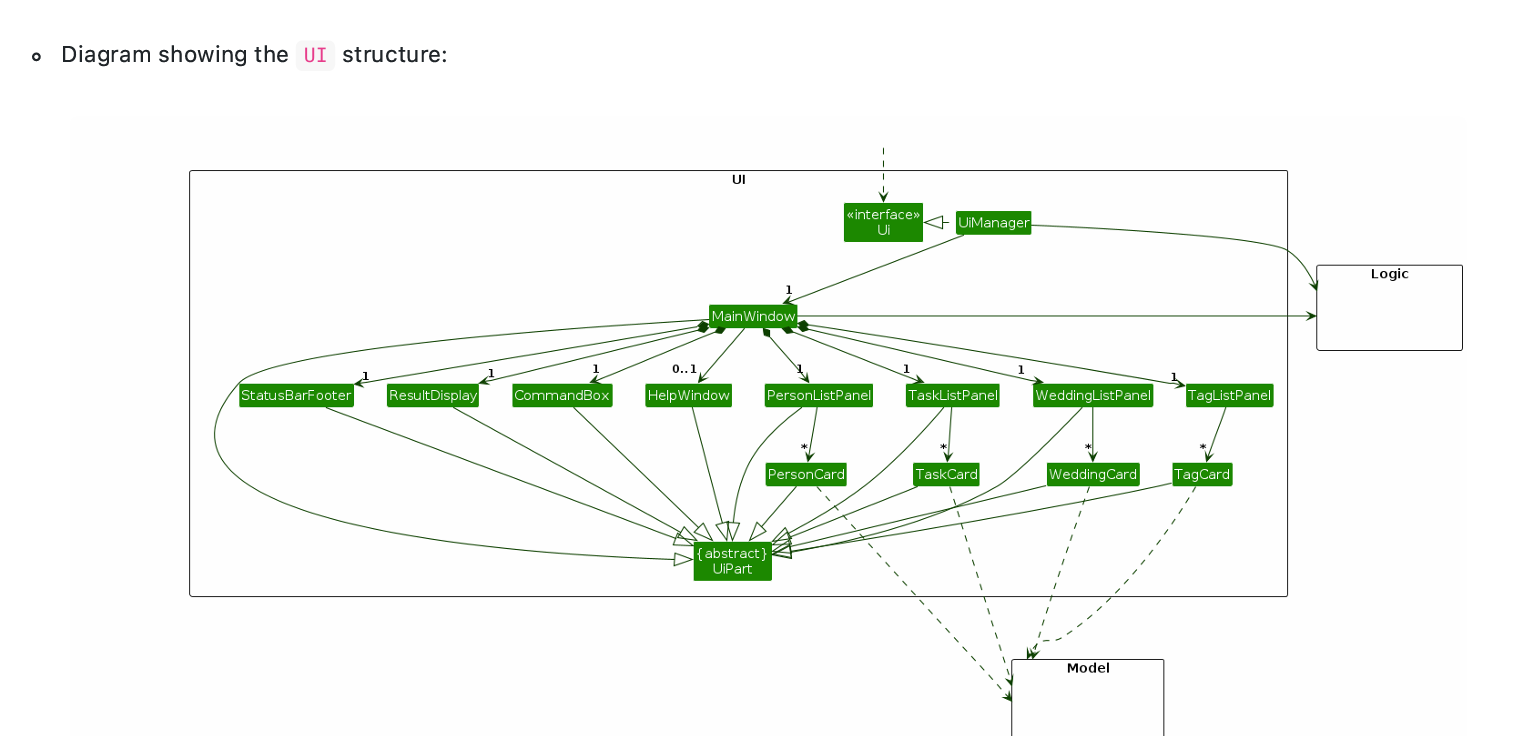 Diagram showing the UI structure:
UI
«interface»
Ui
UiManager
Logic
1
MainWindow
1
1
1
0..1
1
1
1
1
StatusBarFooter
ResultDisplay
CommandBox
HelpWindow
PersonListPanel
TaskListPanel
WeddingListPanel
TagListPanel
*
*
*
*
PersonCard
TaskCard
WeddingCard
TagCard
{abstract}
UiPart
Model